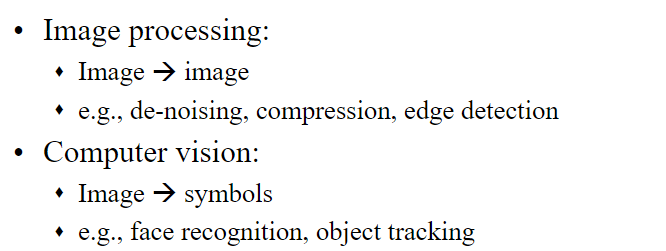 • Image processing:
♦ Image → image
♦ e.g., de-noising, compression, edge detection
• Computer vision:
♦ Image → symbols
♦ e.g., face recognition, object tracking